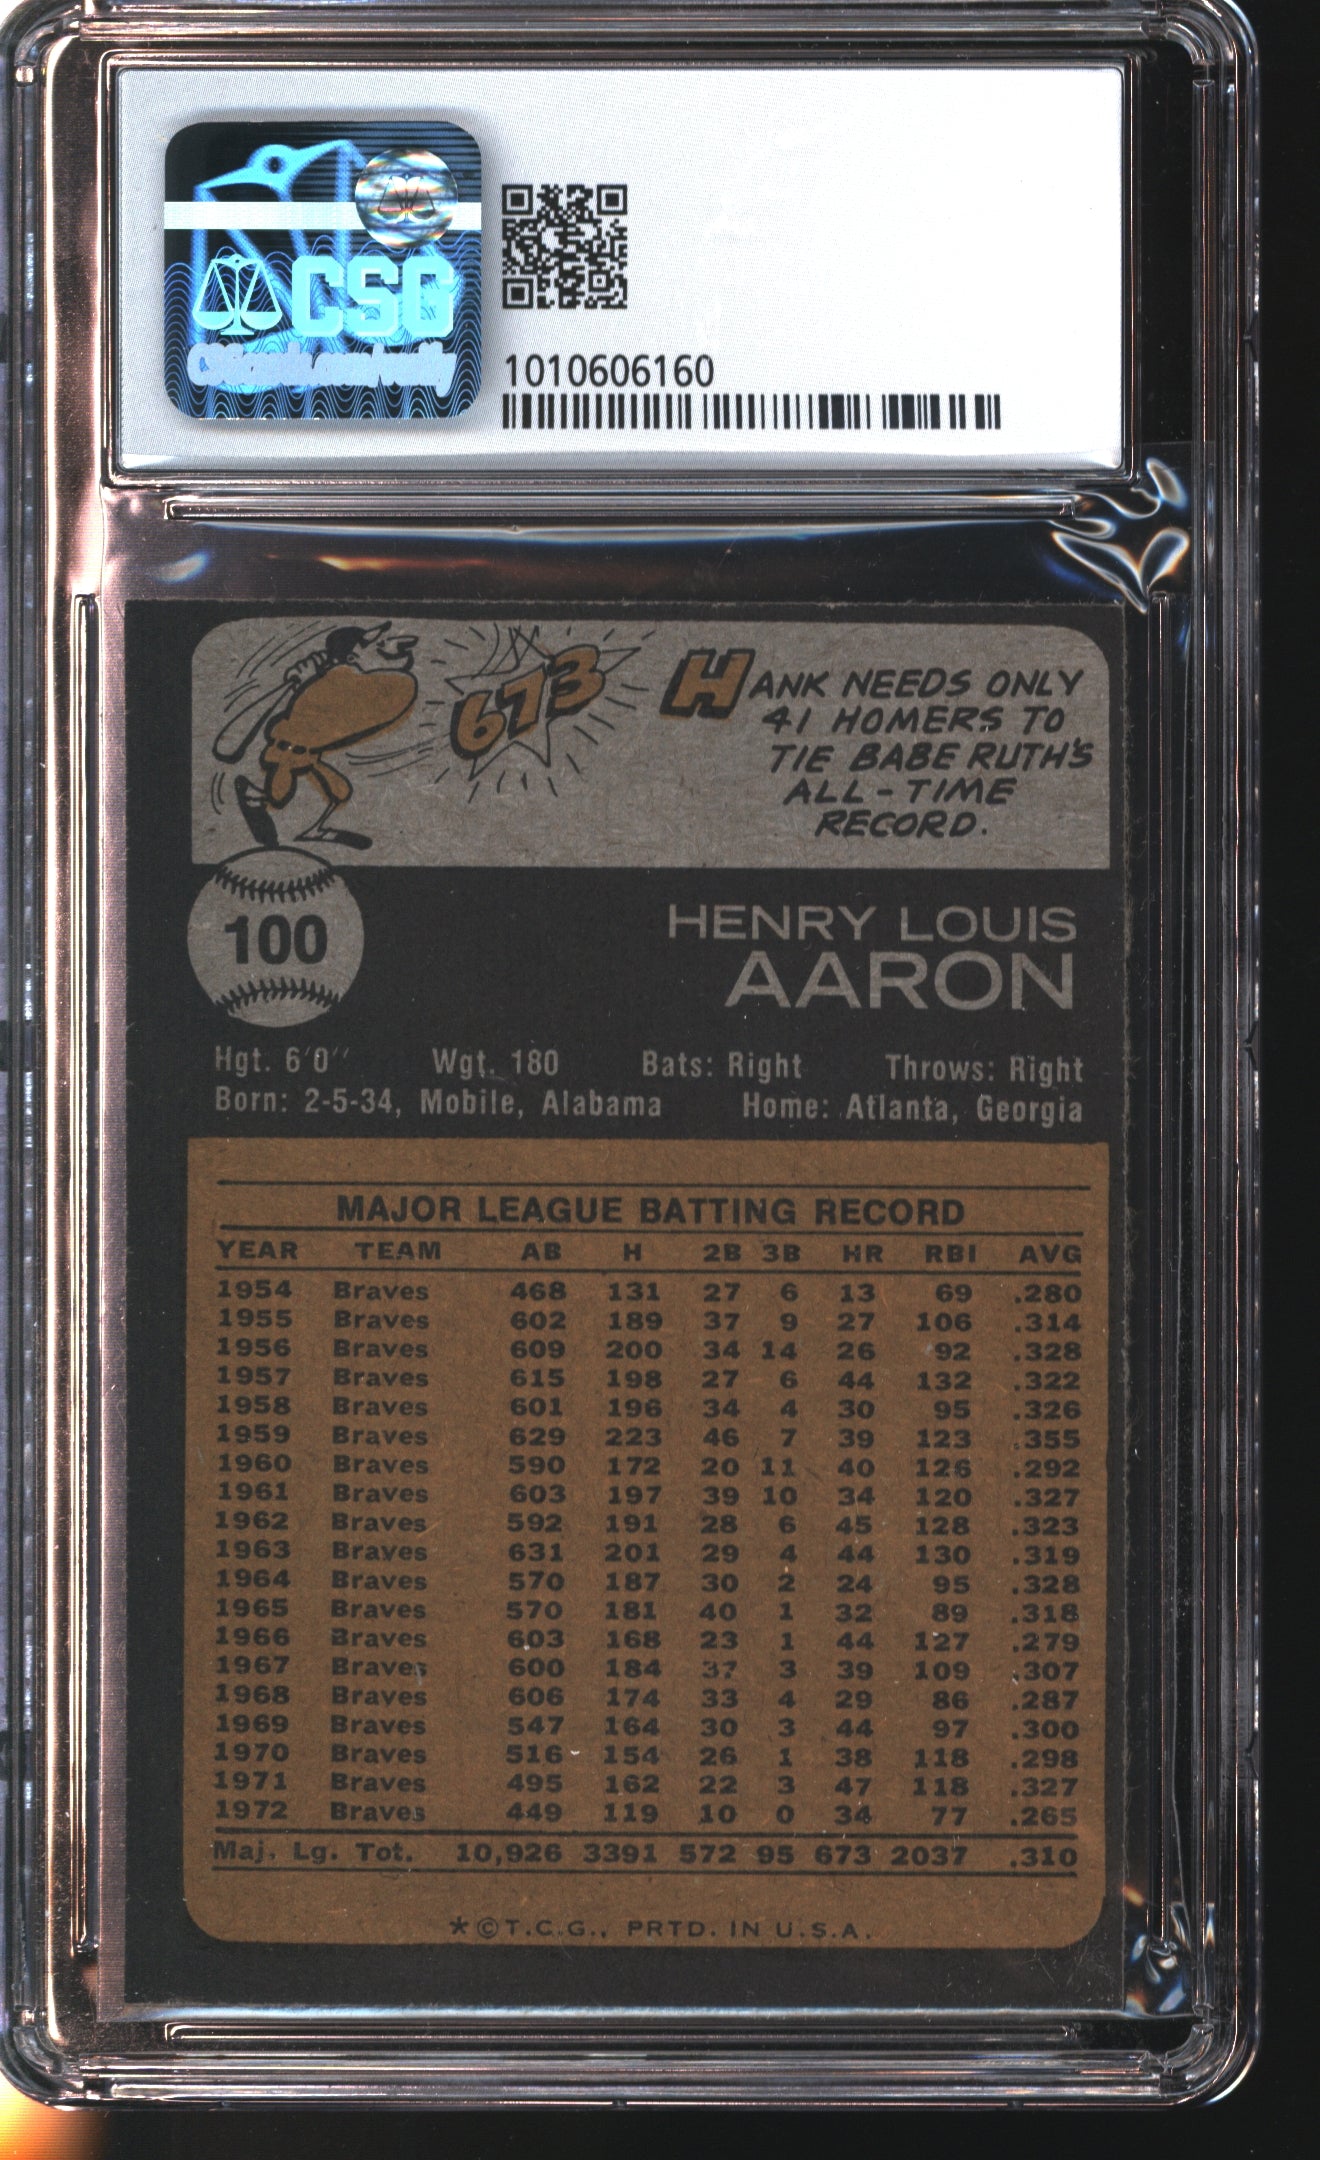 CSG
1010606160
673
HANK NEEDS ONLY
41 HOMERS TO
TIE BABE RUTH'S
ALL-TIME
RECORD.
100
HENRY LOUIS
AARON
Hgt. 6'0" Wgt. 180 Bats: Right Throws: Right
Born: 2-5-34, Mobile, Alabama Home: Atlanta, Georgia
MAJOR LEAGUE BATTING RECORD
YEAR TEAM AB H 2B 3B HR RBI AVG
1954 Braves 468 131 27 6 13 69 .280
1955 Braves 602 189 37 9 27 106 .314
1956 Braves 609 200 34 14 26 92 .328
1957 Braves 615 198 27 6 44 132 .322
1958 Braves 601 196 34 4 30 95 .326
1959 Braves 629 223 46 7 39 123 .355
1960 Braves 590 172 20 11 40 126 .292
1961 Braves 603 197 39 10 34 120 .327
1962 Braves 592 191 28 6 45 128 .323
1963 Braves 631 201 29 4 44 130 .319
1964 Braves 570 187 30 2 24 95 .328
1965 Braves 570 181 40 1 32 89 .318
1966 Braves 603 168 23 1 44 127 .279
1967 Braves 600 184 37 3 39 109 .307
1968 Braves 606 174 33 4 29 86 .287
1969 Braves 547 164 30 3 44 97 .300
1970 Braves 516 154 26 1 38 118 .298
1971 Braves 495 162 22 3 47 118 .327
1972 Braves 449 119 10 0 34 77 .265
Maj. Lg. Tot. 10,926 3391 572 95 673 2037 .310
*©T.C.G., PRTD. IN U.S.A.